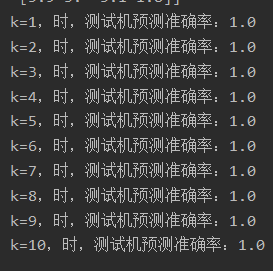 k=1，时，测试机预测准确率：1.0
k=2，时，测试机预测准确率：1.0
k=3，时，测试机预测准确率：1.0
k=4，时，测试机预测准确率：1.0
k=5，时，测试机预测准确率：1.0
k=6，时，测试机预测准确率：1.0
k=7，时，测试机预测准确率：1.0
k=8，时，测试机预测准确率：1.0
k=9，时，测试机预测准确率：1.0
k=10，时，测试机预测准确率：1.0